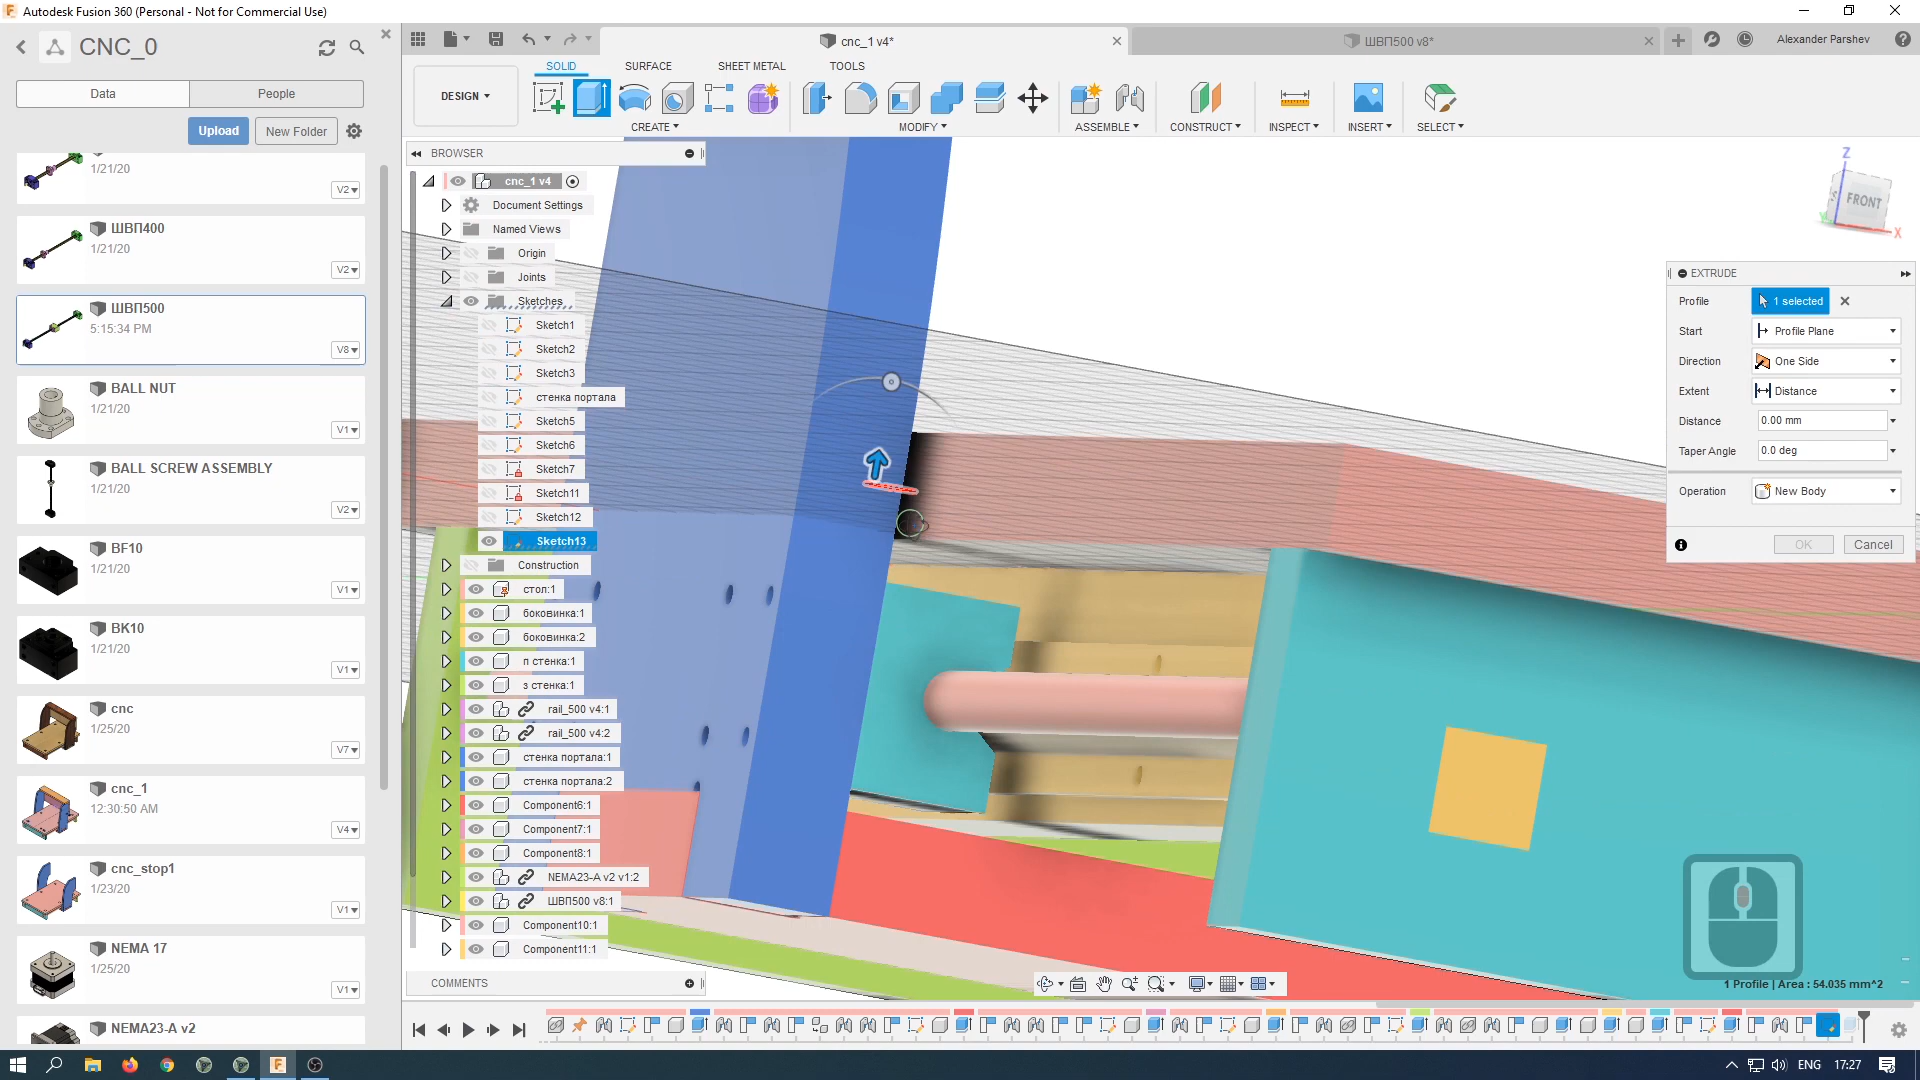 Autodesk Fusion 360 (Personal - Not for Commercial Use)
CNC_0
Data
People
Upload
New Folder
1/21/20
V2
ШВП400
1/21/20
V2
ШВП500
5:15:34 PM
V8
BALL NUT
1/21/20
V1
BALL SCREW ASSEMBLY
1/21/20
V2
BF10
1/21/20
V1
BK10
1/21/20
V1
cnc
1/25/20
V7
cnc_1
12:30:50 AM
V4
cnc_stop1
1/23/20
V1
NEMA 17
1/25/20
V1
NEMA23-A v2
cnc_1 v4*
ШВП500 v8*
Alexander Parshev
DESIGN
SOLID
SURFACE
SHEET METAL
TOOLS
CREATE
MODIFY
ASSEMBLE
CONSTRUCT
INSPECT
INSERT
SELECT
BROWSER
cnc_1 v4
Document Settings
Named Views
Origin
Joints
Sketches
Sketch1
Sketch2
Sketch3
стенка портала
Sketch5
Sketch6
Sketch7
Sketch11
Sketch12
Sketch13
Construction
стол:1
боковинка:1
боковинка:2
п стенка:1
з стенка:1
rail_500 v4:1
rail_500 v4:2
стенка портала:1
стенка портала:2
Component6:1
Component7:1
Component8:1
NEMA23-A v2 v1:2
ШВП500 v8:1
Component10:1
Component11:1
COMMENTS
Z
FRONT
X
EXTRUDE
Profile
1 selected
Start
Profile Plane
Direction
One Side
Extent
Distance
Distance
0.00 mm
Taper Angle
0.0 deg
Operation
New Body
OK
Cancel
1 Profile | Area : 54.035 mm^2
ENG
17:27